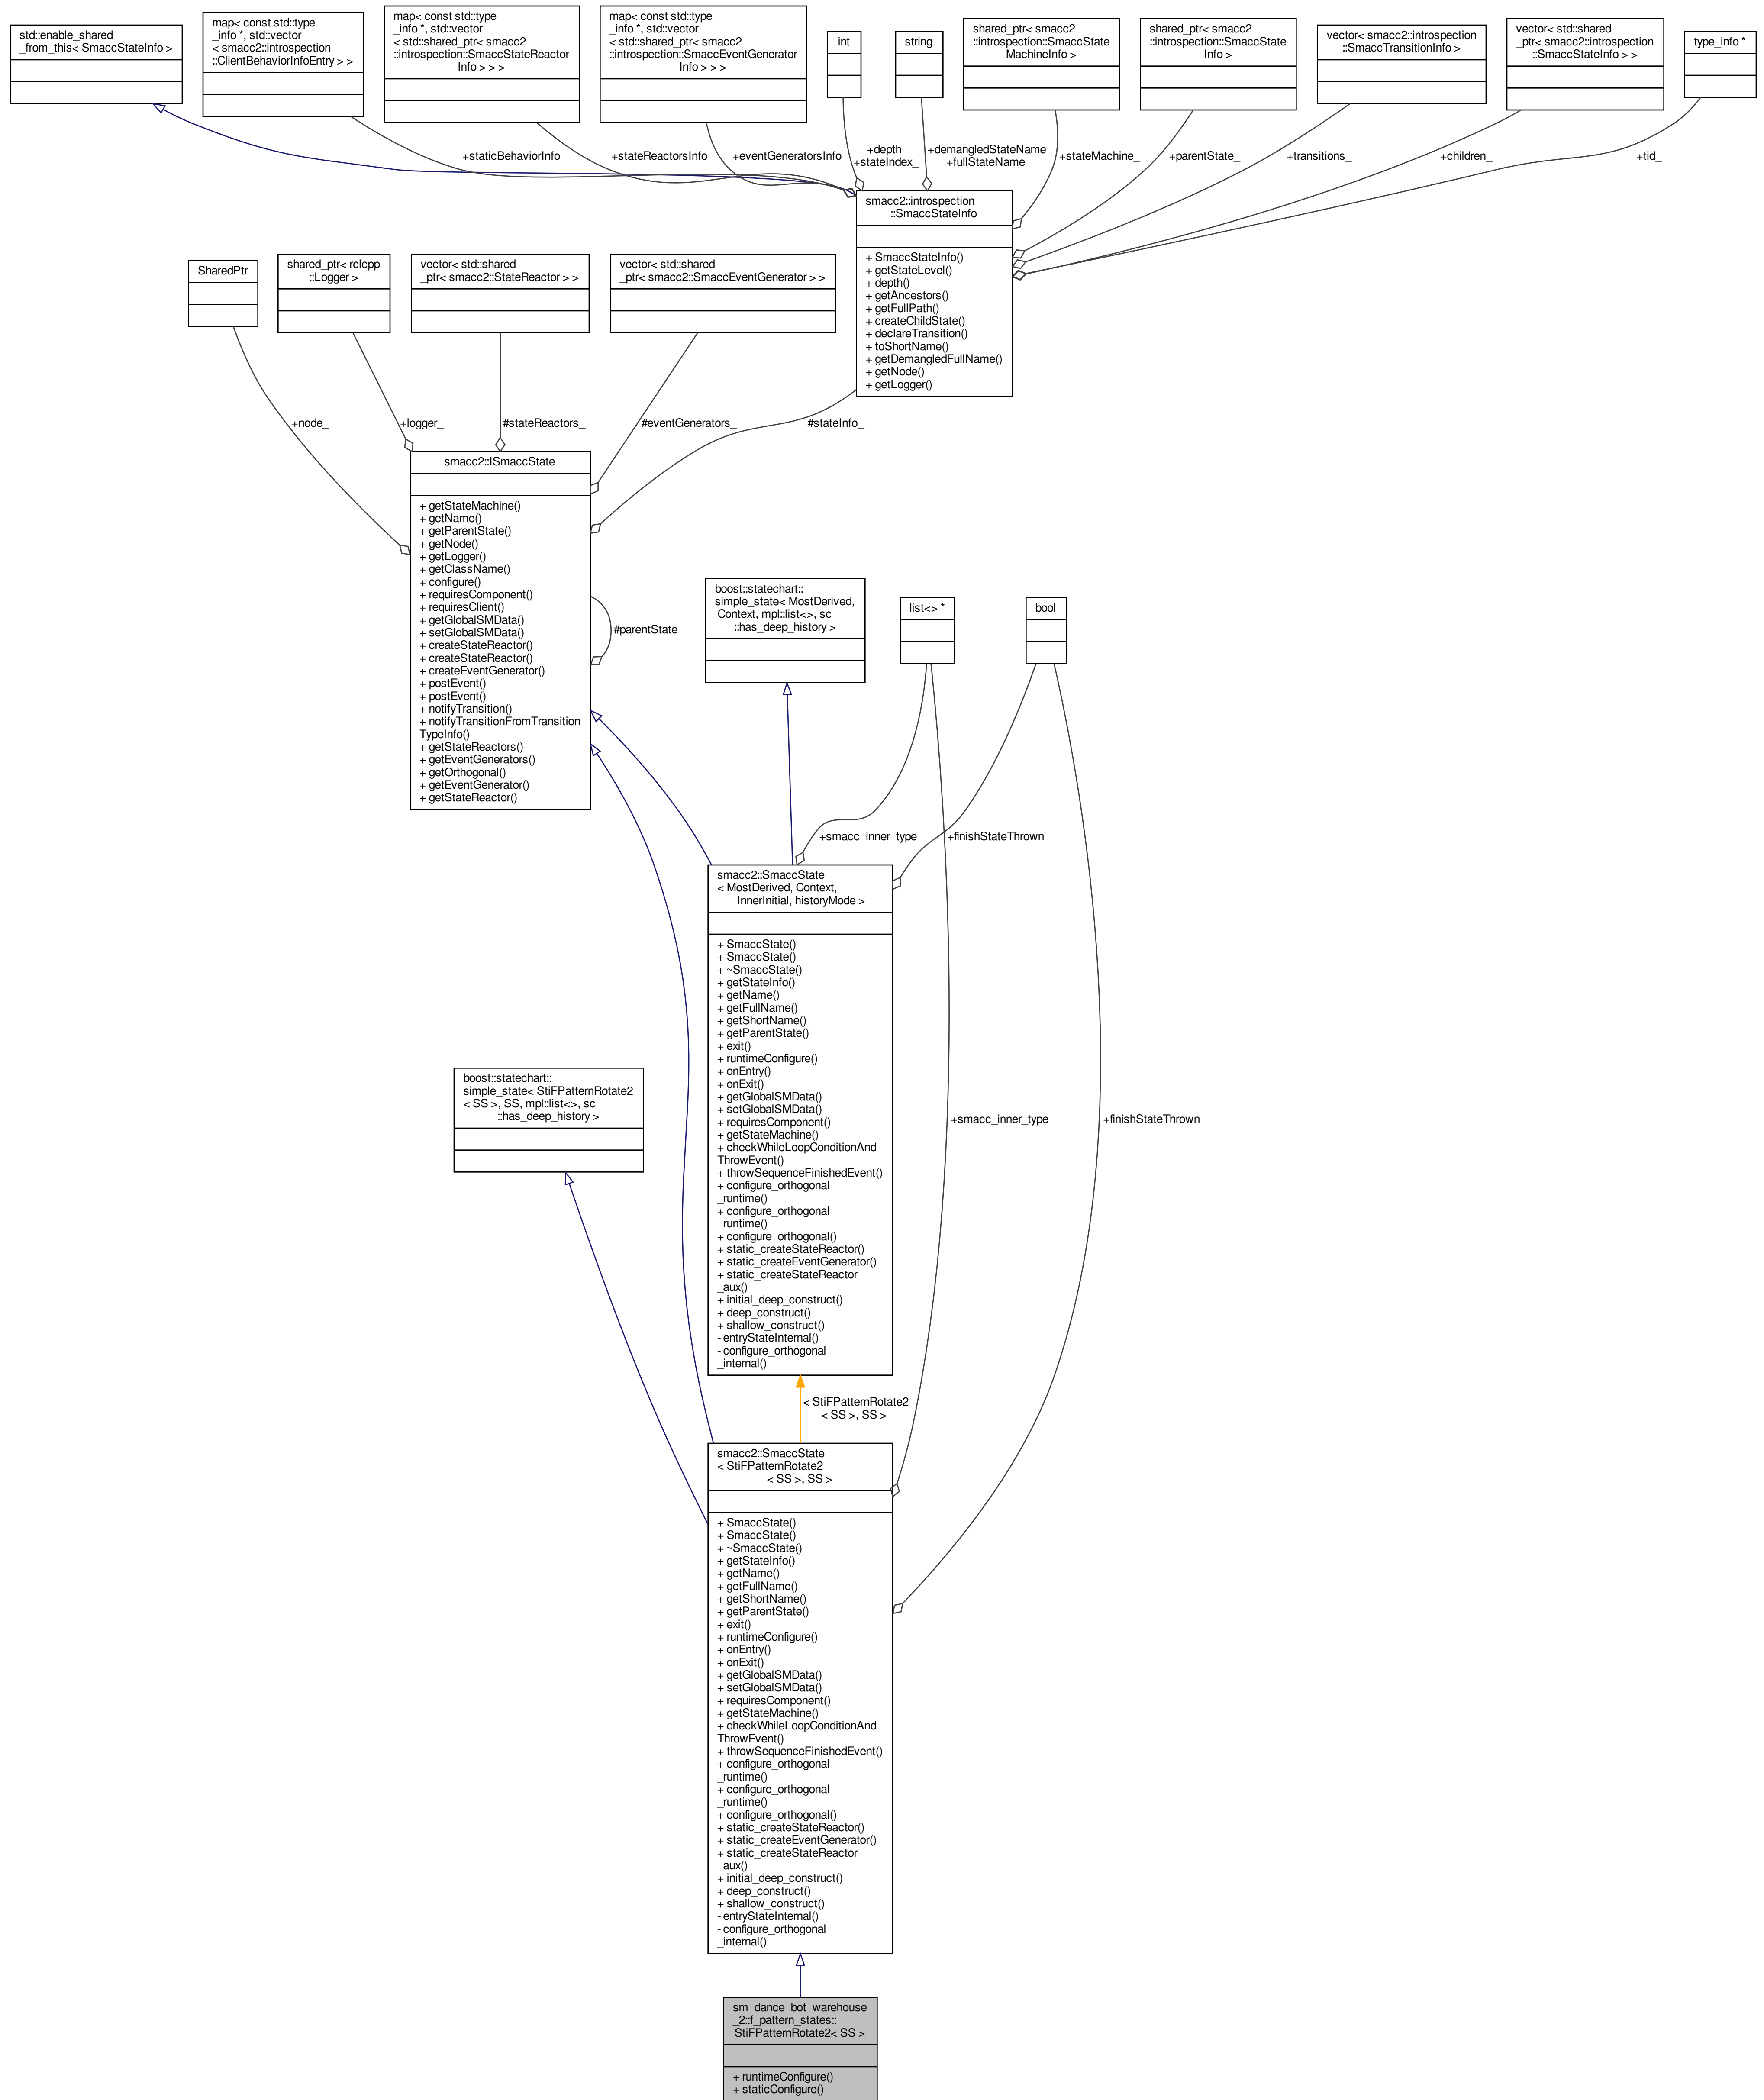 std::enable_shared
_from_this< SmaccStateInfo >
map< const std::type
_info *, std::vector
< smacc2::introspection
::ClientBehaviorInfoEntry > >
map< const std::type
_info *, std::vector
< std::shared_ptr< smacc2
::introspection::SmaccStateReactor
Info > > >
map< const std::type
_info *, std::vector
< std::shared_ptr< smacc2
::introspection::SmaccEventGenerator
Info > > >
int
string
shared_ptr< smacc2
::introspection::SmaccState
MachineInfo >
shared_ptr< smacc2
::introspection::SmaccState
Info >
vector< smacc2::introspection
::SmaccTransitionInfo >
vector< std::shared
_ptr< smacc2::introspection
::SmaccStateInfo > >
type_info *
+staticBehaviorInfo
+stateReactorsInfo
+eventGeneratorsInfo
+depth_
+stateIndex_
+demangledStateName
+fullStateName
+stateMachine_
+parentState_
+transitions_
+children_
+tid_
smacc2::introspection
::SmaccStateInfo
+ SmaccStateInfo()
+ getStateLevel()
+ depth()
+ getAncestors()
+ getFullPath()
+ createChildState()
+ declareTransition()
+ toShortName()
+ getDemangledFullName()
+ getNode()
+ getLogger()
SharedPtr
shared_ptr< rclcpp
::Logger >
vector< std::shared
_ptr< smacc2::StateReactor > >
vector< std::shared
_ptr< smacc2::SmaccEventGenerator > >
+node_
+logger_
#stateReactors_
#eventGenerators_
#stateInfo_
smacc2::ISmaccState
+ getStateMachine()
+ getName()
+ getParentState()
+ getNode()
+ getLogger()
+ getClassName()
+ configure()
+ requiresComponent()
+ requiresClient()
+ getGlobalSMData()
+ setGlobalSMData()
+ createStateReactor()
+ createStateReactor()
+ createEventGenerator()
+ postEvent()
+ postEvent()
+ notifyTransition()
+ notifyTransitionFromTransition
TypeInfo()
+ getStateReactors()
+ getEventGenerators()
+ getOrthogonal()
+ getEventGenerator()
+ getStateReactor()
#parentState_
boost::statechart::
simple_state< MostDerived,
Context, mpl::list<>, sc
::has_deep_history >
list<> *
bool
+smacc_inner_type
+finishStateThrown
smacc2::SmaccState
< MostDerived, Context,
InnerInitial, historyMode >
+ SmaccState()
+ SmaccState()
+ ~SmaccState()
+ getStateInfo()
+ getName()
+ getFullName()
+ getShortName()
+ getParentState()
+ exit()
+ runtimeConfigure()
+ onEntry()
+ onExit()
+ getGlobalSMData()
+ setGlobalSMData()
+ requiresComponent()
+ getStateMachine()
+ checkWhileLoopConditionAnd
ThrowEvent()
+ throwSequenceFinishedEvent()
+ configure_orthogonal
_runtime()
+ configure_orthogonal
_runtime()
+ configure_orthogonal()
+ static_createStateReactor()
+ static_createEventGenerator()
+ static_createStateReactor
_aux()
+ initial_deep_construct()
+ deep_construct()
+ shallow_construct()
- entryStateInternal()
- configure_orthogonal
_internal()
boost::statechart::
simple_state< StiFPatternRotate2
< SS >, SS, mpl::list<>, sc
::has_deep_history >
+smacc_inner_type
+finishStateThrown
< StiFPatternRotate2
< SS >, SS >
smacc2::SmaccState
< StiFPatternRotate2
< SS >, SS >
+ SmaccState()
+ SmaccState()
+ ~SmaccState()
+ getStateInfo()
+ getName()
+ getFullName()
+ getShortName()
+ getParentState()
+ exit()
+ runtimeConfigure()
+ onEntry()
+ onExit()
+ getGlobalSMData()
+ setGlobalSMData()
+ requiresComponent()
+ getStateMachine()
+ checkWhileLoopConditionAnd
ThrowEvent()
+ throwSequenceFinishedEvent()
+ configure_orthogonal
_runtime()
+ configure_orthogonal
_runtime()
+ configure_orthogonal()
+ static_createStateReactor()
+ static_createEventGenerator()
+ static_createStateReactor
_aux()
+ initial_deep_construct()
+ deep_construct()
+ shallow_construct()
- entryStateInternal()
- configure_orthogonal
_internal()
sm_dance_bot_warehouse
_2::f_pattern_states::
StiFPatternRotate2< SS >
+ runtimeConfigure()
+ staticConfigure()